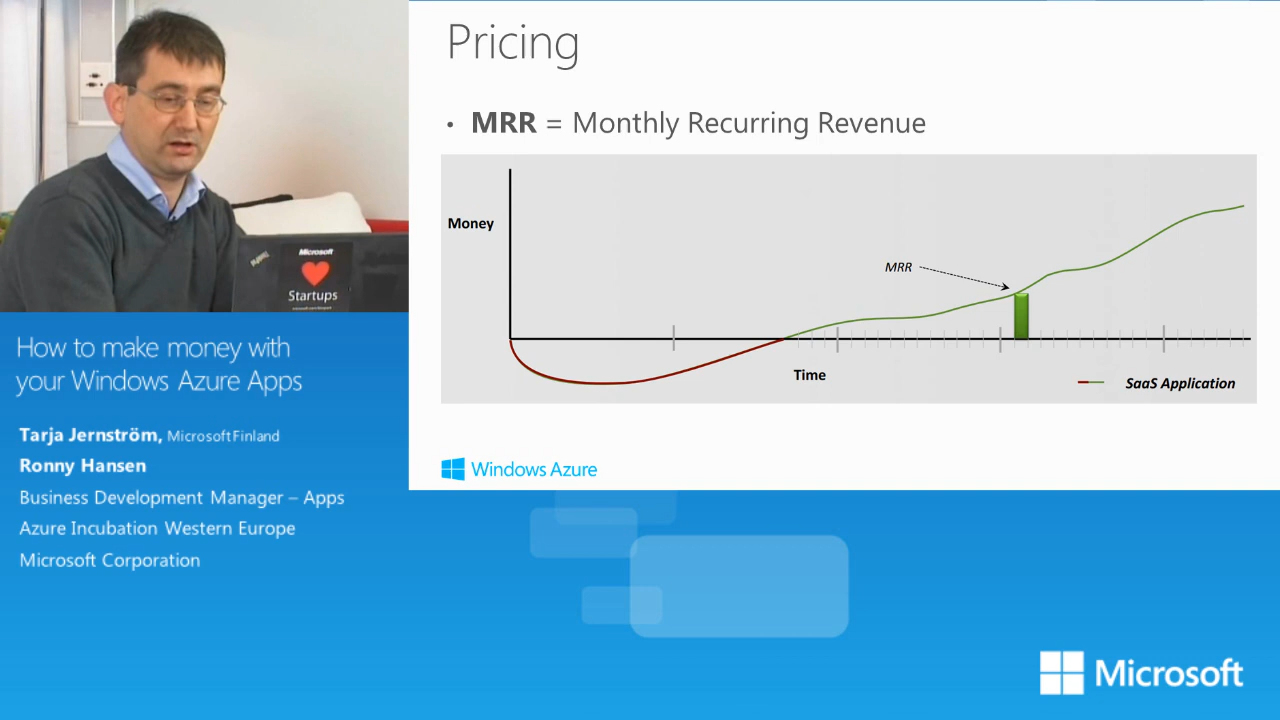 Pricing
• MRR = Monthly Recurring Revenue
Money
MRR
Time
SaaS Application
Windows Azure
Microsoft
Startups
How to make money with
your Windows Azure Apps
Tarja Jernström, Microsoft Finland
Ronny Hansen
Business Development Manager – Apps
Azure Incubation Western Europe
Microsoft Corporation
Microsoft